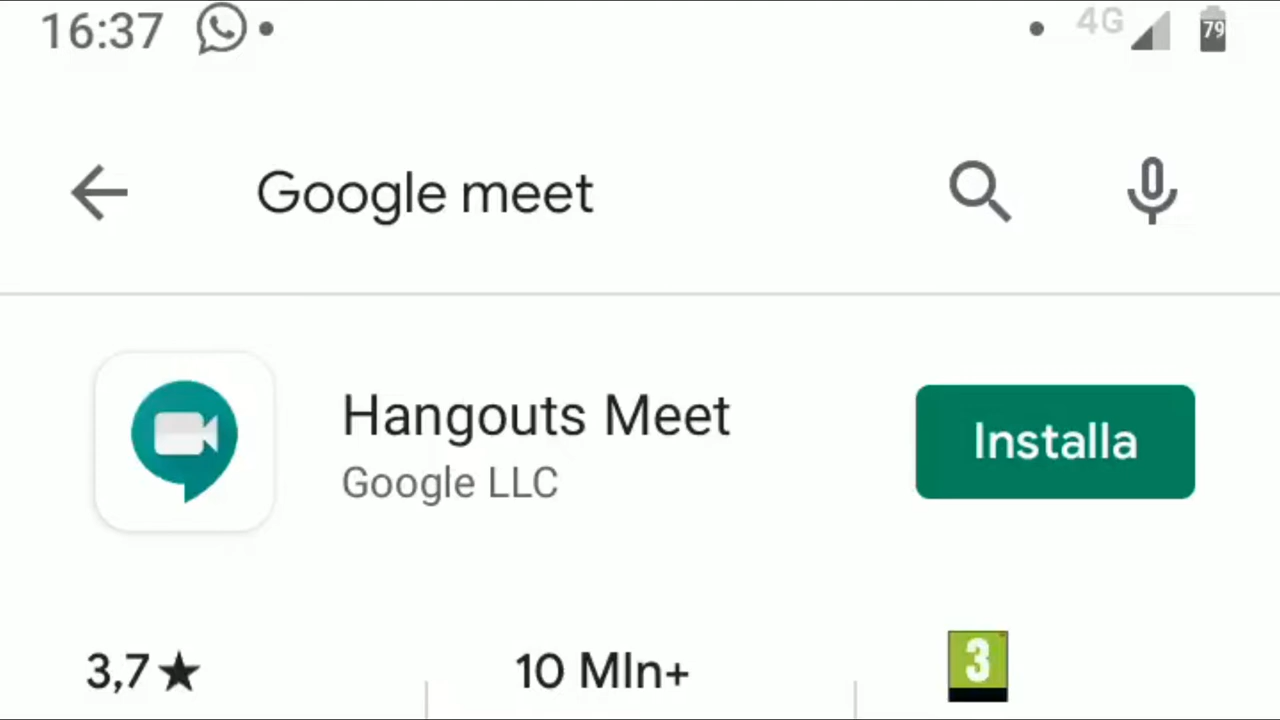 16:37 4G 79
Google meet
Hangouts Meet
Google LLC
Installa
3,7★ 10 Mln+ 3